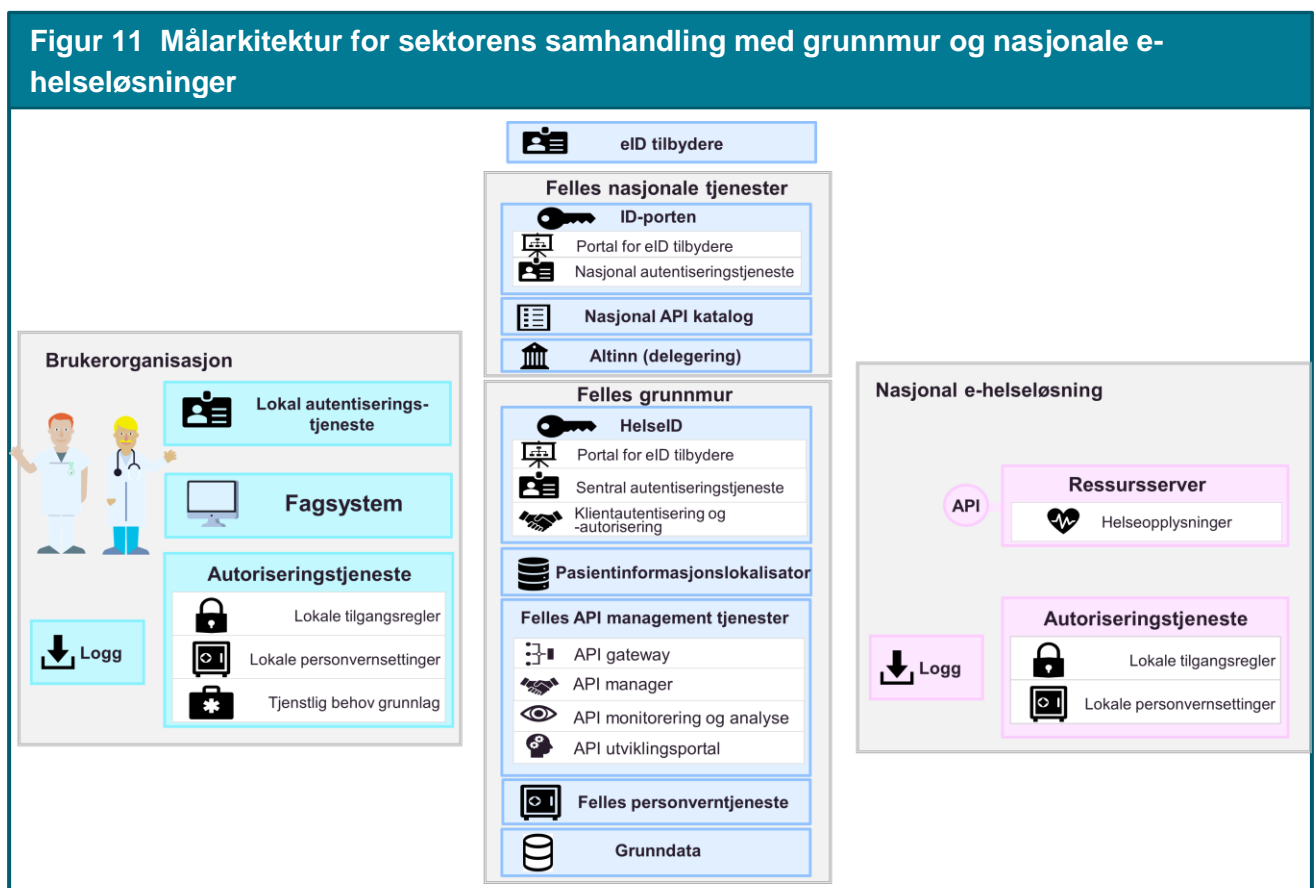 Figur 11 Målarkitektur for sektorens samhandling med grunnmur og nasjonale e-
helseløsninger
eID tilbydere
Felles nasjonale tjenester
ID-porten
Portal for eID tilbydere
Nasjonal autentiseringstjeneste
Nasjonal API katalog
Altinn (delegering)
Brukerorganisasjon
Lokal autentiserings-
tjeneste
Fagsystem
Autoriseringstjeneste
Lokale tilgangsregler
Lokale personvernsettinger
Tjenstlig behov grunnlag
Logg
Felles grunnmur
HelseID
Portal for eID tilbydere
Sentral autentiseringstjeneste
Klientautentisering og
-autorisering
Pasientinformasjonslokalisator
Felles API management tjenester
API gateway
API manager
API monitorering og analyse
API utviklingsportal
Felles personverntjeneste
Grunndata
Nasjonal e-helseløsning
API
Ressursserver
Helseopplysninger
Logg
Autoriseringstjeneste
Lokale tilgangsregler
Lokale personvernsettinger